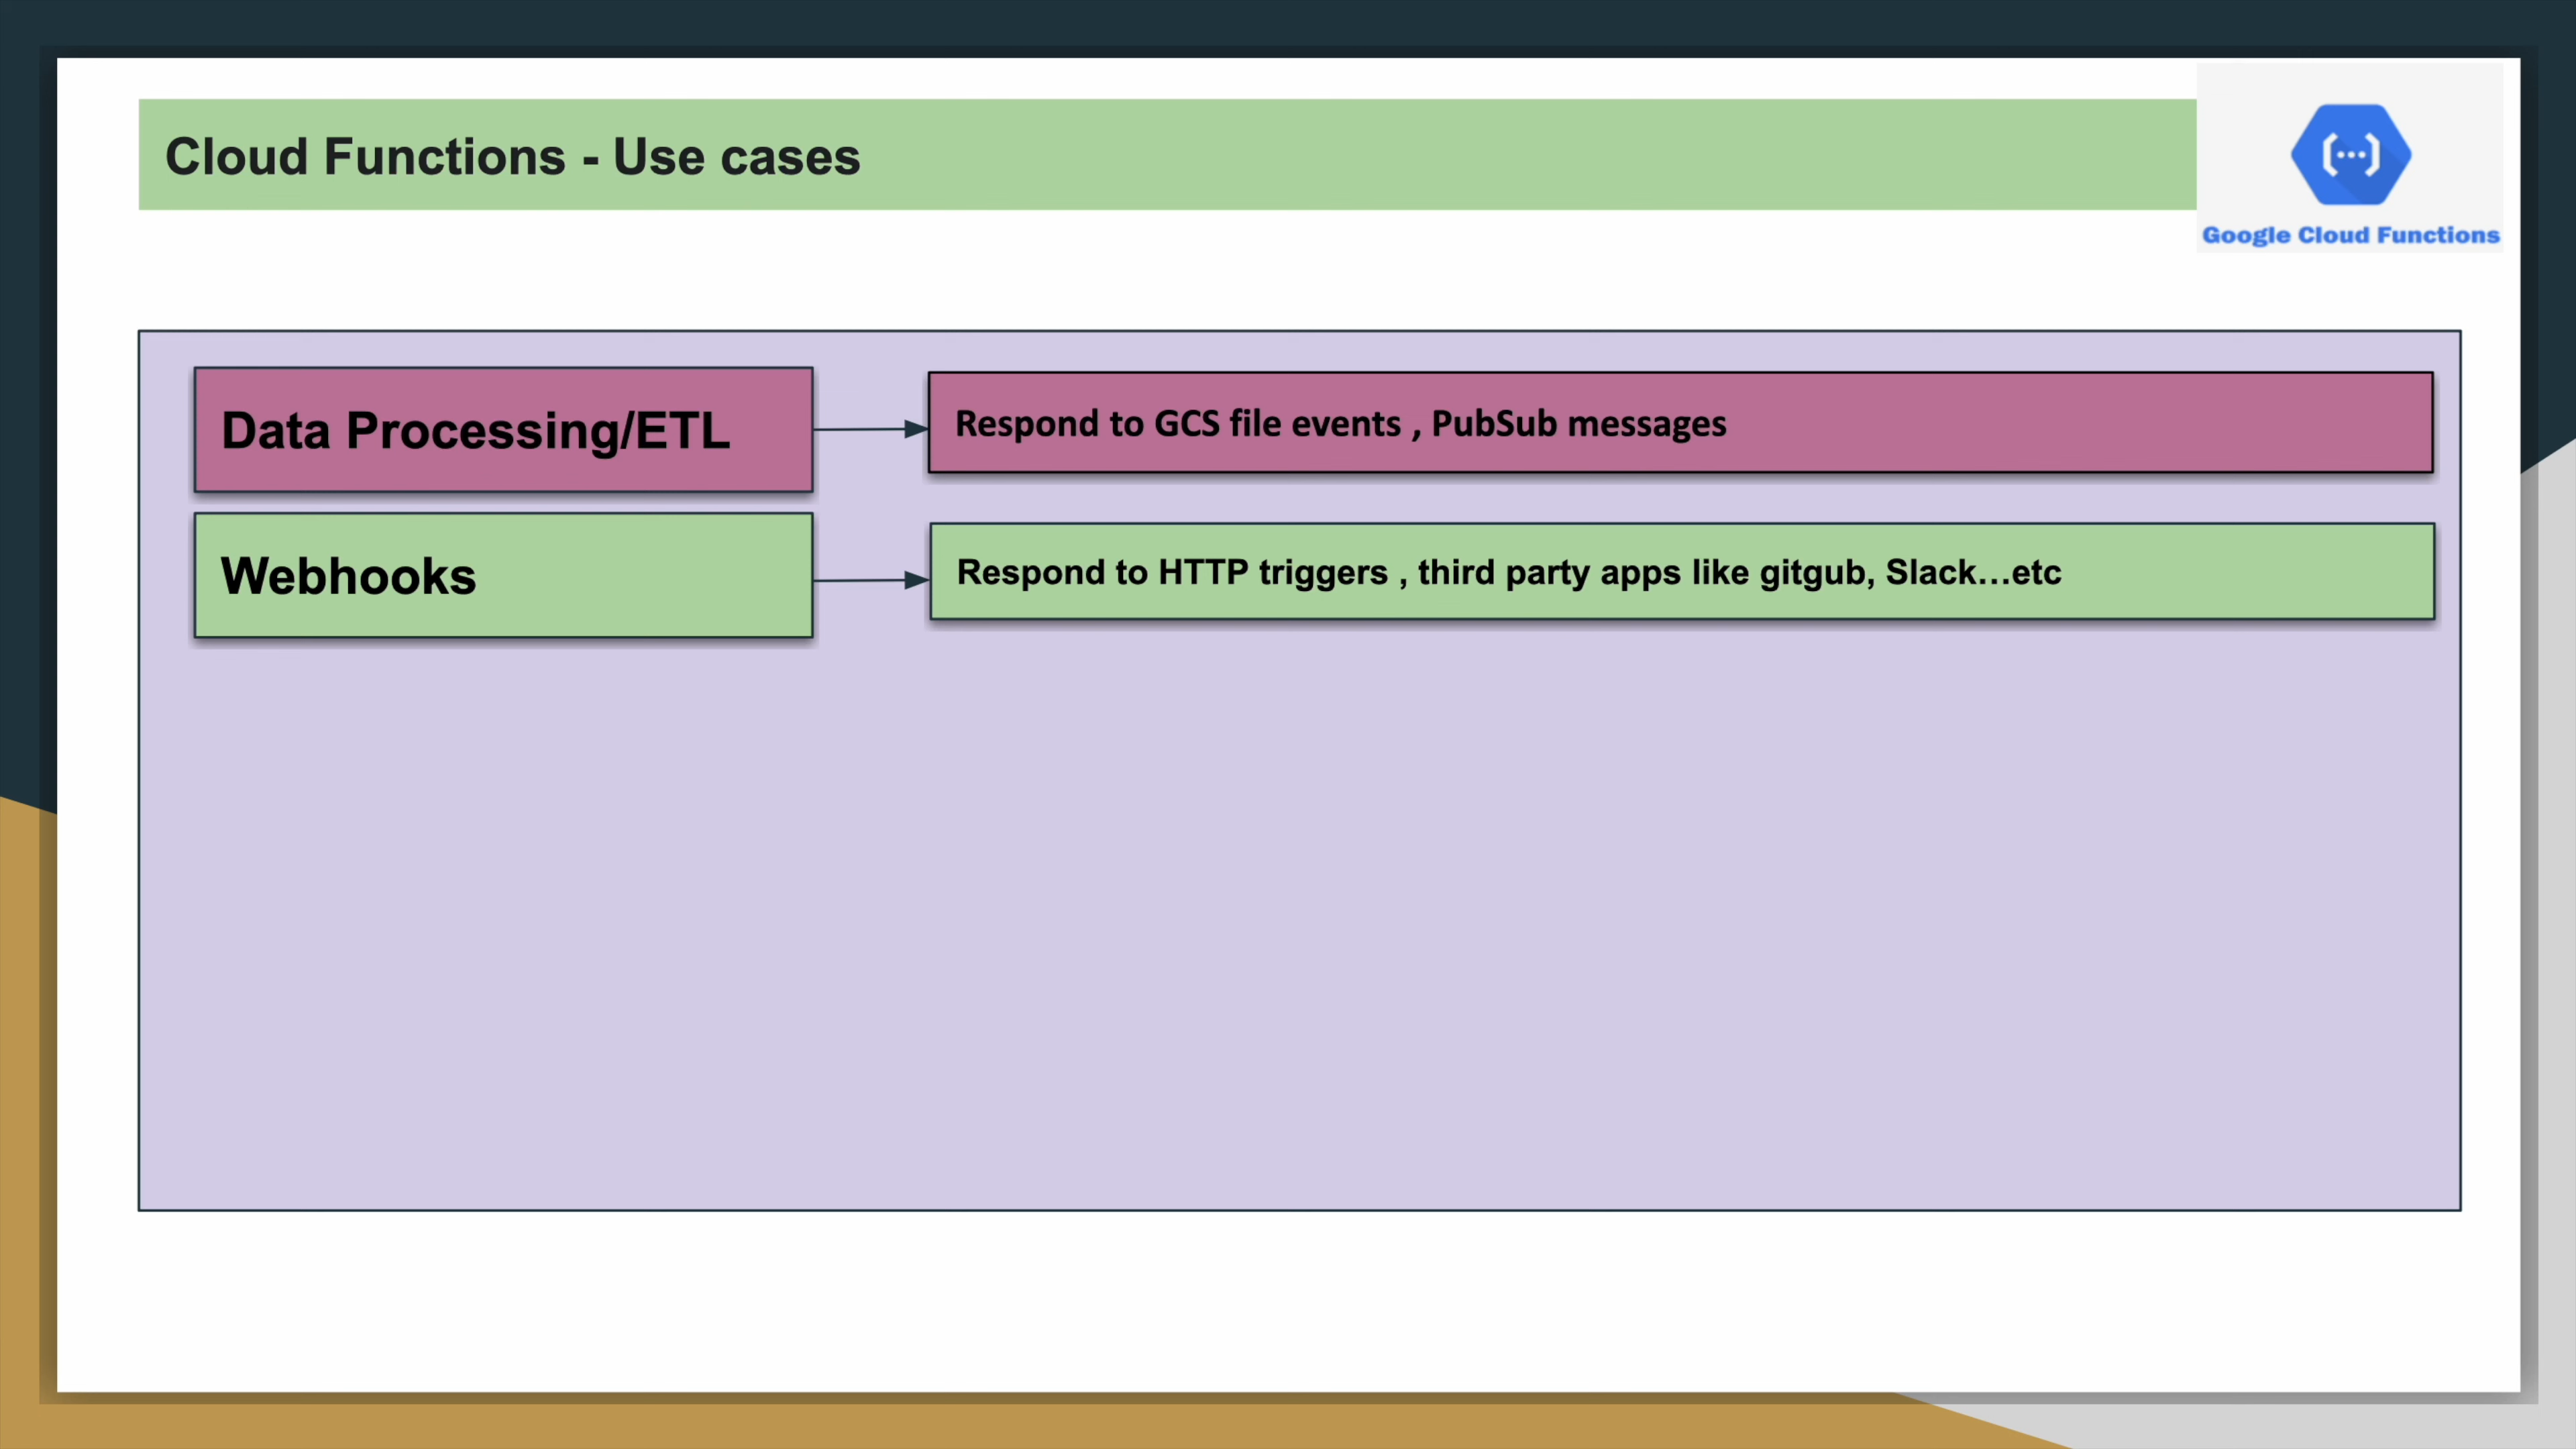 Cloud Functions - Use cases
Google Cloud Functions
Data Processing/ETL
Respond to GCS file events , PubSub messages
Webhooks
Respond to HTTP triggers , third party apps like gitgub, Slack...etc